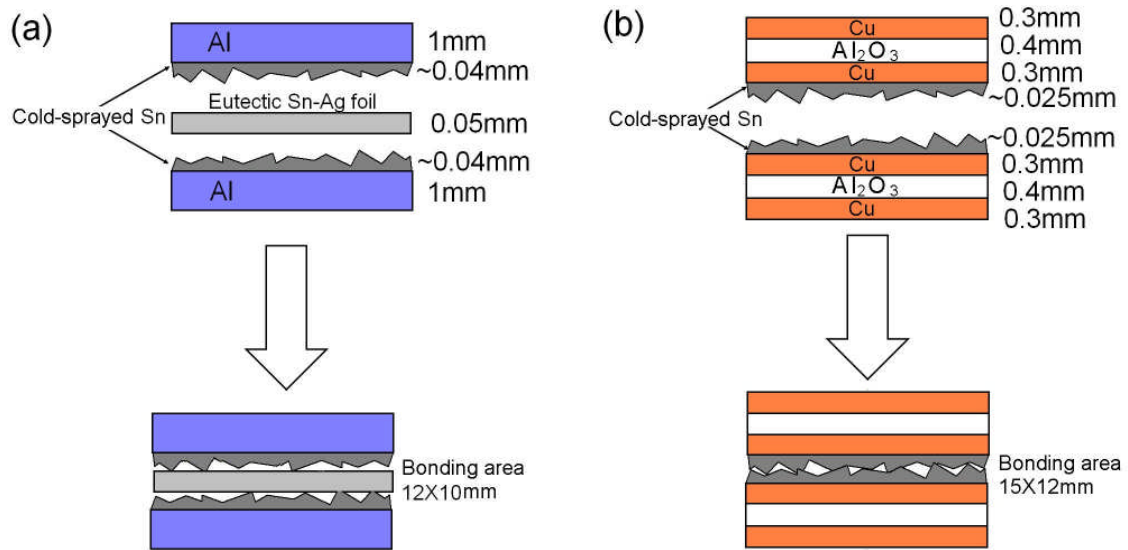 (a)
Al
1mm
~0.04mm
Cold-sprayed Sn
Eutectic Sn-Ag foil
0.05mm
~0.04mm
Al
1mm
Bonding area
12X10mm
(b)
Cu
0.3mm
Al₂O₃
0.4mm
Cu
0.3mm
~0.025mm
Cold-sprayed Sn
~0.025mm
Cu
0.3mm
Al₂O₃
0.4mm
Cu
0.3mm
Bonding area
15X12mm